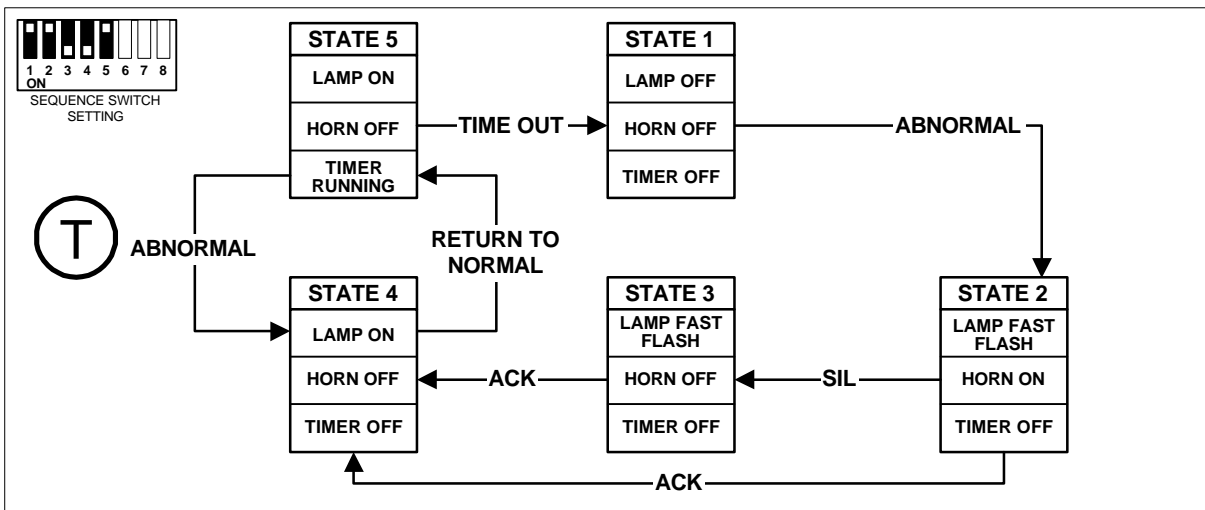 1 2 3 4 5 6 7 8
ON
SEQUENCE SWITCH
SETTING
STATE 5
LAMP ON
HORN OFF
TIMER
RUNNING
TIME OUT
STATE 1
LAMP OFF
HORN OFF
TIMER OFF
ABNORMAL
T
ABNORMAL
RETURN TO
NORMAL
STATE 4
LAMP ON
HORN OFF
TIMER OFF
ACK
STATE 3
LAMP FAST
FLASH
HORN OFF
TIMER OFF
SIL
STATE 2
LAMP FAST
FLASH
HORN ON
TIMER OFF
ACK